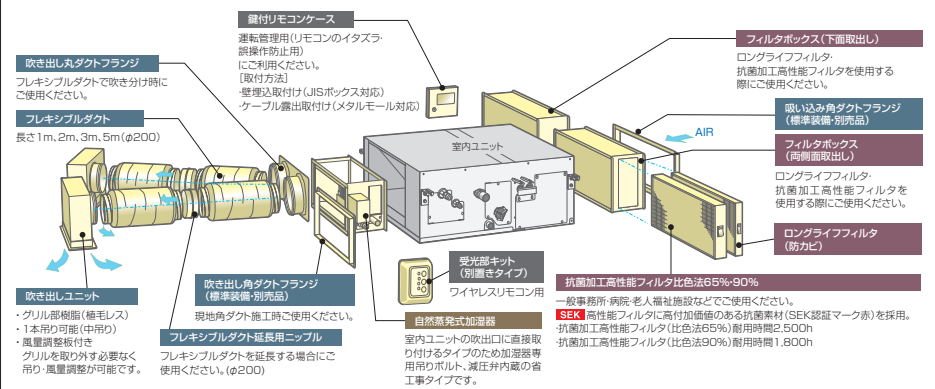 鍵付リモコンケース
運転管理用(リモコンのイタズラ・
誤操作防止用)
にご利用ください。
[取付方法]
・壁埋込取付け(JISボックス対応)
・ケーブル露出取付け(メタルモール対応)
フィルタボックス(下面取出し)
ロングライフフィルタ・
抗菌加工高性能フィルタを使用する
際にご使用ください。
吹き出し丸ダクトフランジ
フレキシブルダクトで吹き分け時に
ご使用ください。
フレキシブルダクト
長さ1m、2m、3m、5m(φ200)
吸い込み角ダクトフランジ
(標準装備・別売品)
AIR
室内ユニット
フィルタボックス
(両側面取出し)
ロングライフフィルタ・
抗菌加工高性能フィルタを
使用する際にご使用ください。
ロングライフフィルタ
(防カビ)
受光部キット
(別置きタイプ)
ワイヤレスリモコン用
抗菌加工高性能フィルタ比色法65%・90%
一般事務所・病院・老人福祉施設などでご使用ください。
SEK 高性能フィルタに高付加価値のある抗菌素材(SEK認証マーク赤)を採用。
・抗菌加工高性能フィルタ(比色法65%)耐用時間2,500h
・抗菌加工高性能フィルタ(比色法90%)耐用時間1,800h
吹き出し角ダクトフランジ
(標準装備・別売品)
現地角ダクト施工時ご使用ください。
吹き出しユニット
・グリル部樹脂(植毛レス)
・1本吊り可能(中吊り)
・風量調整板付き
グリルを取り外す必要なく
吊り・風量調整が可能です。
フレキシブルダクト延長用ニップル
フレキシブルダクトを延長する場合にご
使用ください。(φ200)
自然蒸発式加湿器
室内ユニットの吹出口に直接取
り付けるタイプのため加湿器専
用吊りボルト、減圧弁内蔵の省
工事タイプです。